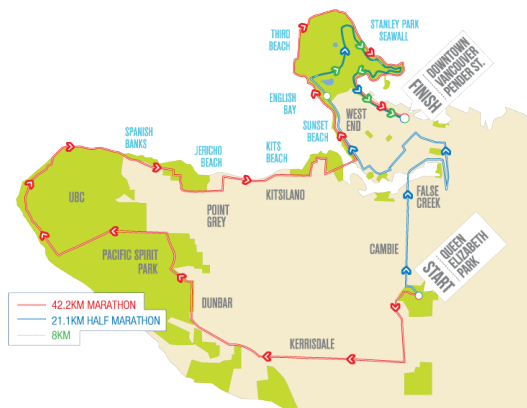 THIRD
BEACH
STANLEY PARK
SEAWALL
DOWNTOWN
VANCOUVER
PENDER ST.
FINISH
ENGLISH
BAY
WEST
END
SUNSET
BEACH
SPANISH
BANKS
JERICHO
BEACH
KITS
BEACH
UBC
POINT
GREY
KITSILANO
FALSE
CREEK
PACIFIC SPIRIT
PARK
CAMBIE
QUEEN
ELIZABETH
PARK
START
DUNBAR
KERRISDALE
42.2KM MARATHON
21.1KM HALF MARATHON
8KM